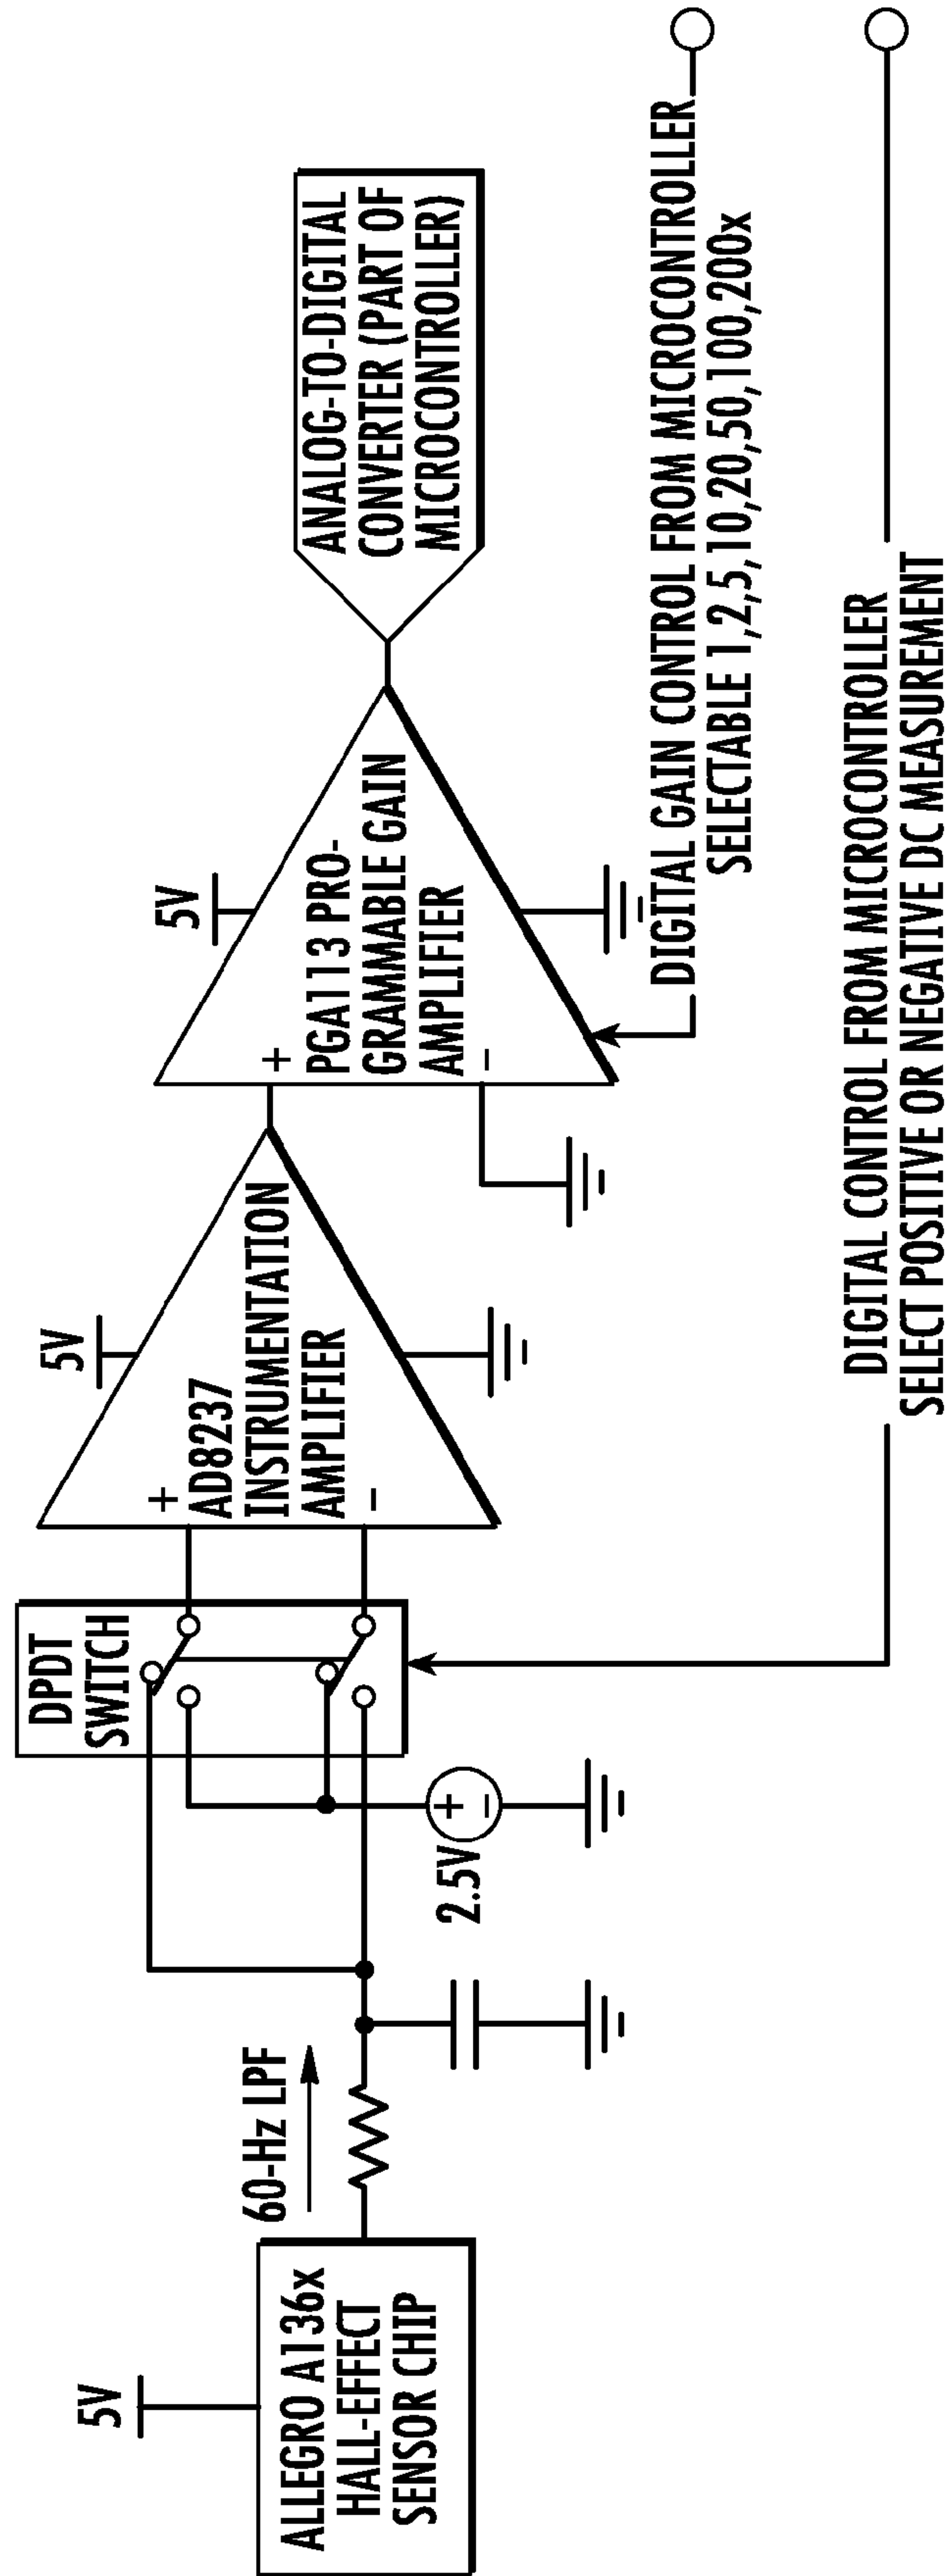 5V
ALLEGRO A136x
HALL-EFFECT
SENSOR CHIP
60-Hz LPF
2.5V
+
-
DPDT
SWITCH
5V
+
AD8237
INSTRUMENTATION
AMPLIFIER
-
5V
+
PGA113 PRO-
GRAMMABLE GAIN
AMPLIFIER
-
ANALOG-TO-DIGITAL
CONVERTER (PART OF
MICROCONTROLLER)
DIGITAL GAIN CONTROL FROM MICROCONTROLLER
SELECTABLE 1,2,5,10,20,50,100,200x
DIGITAL CONTROL FROM MICROCONTROLLER
SELECT POSITIVE OR NEGATIVE DC MEASUREMENT